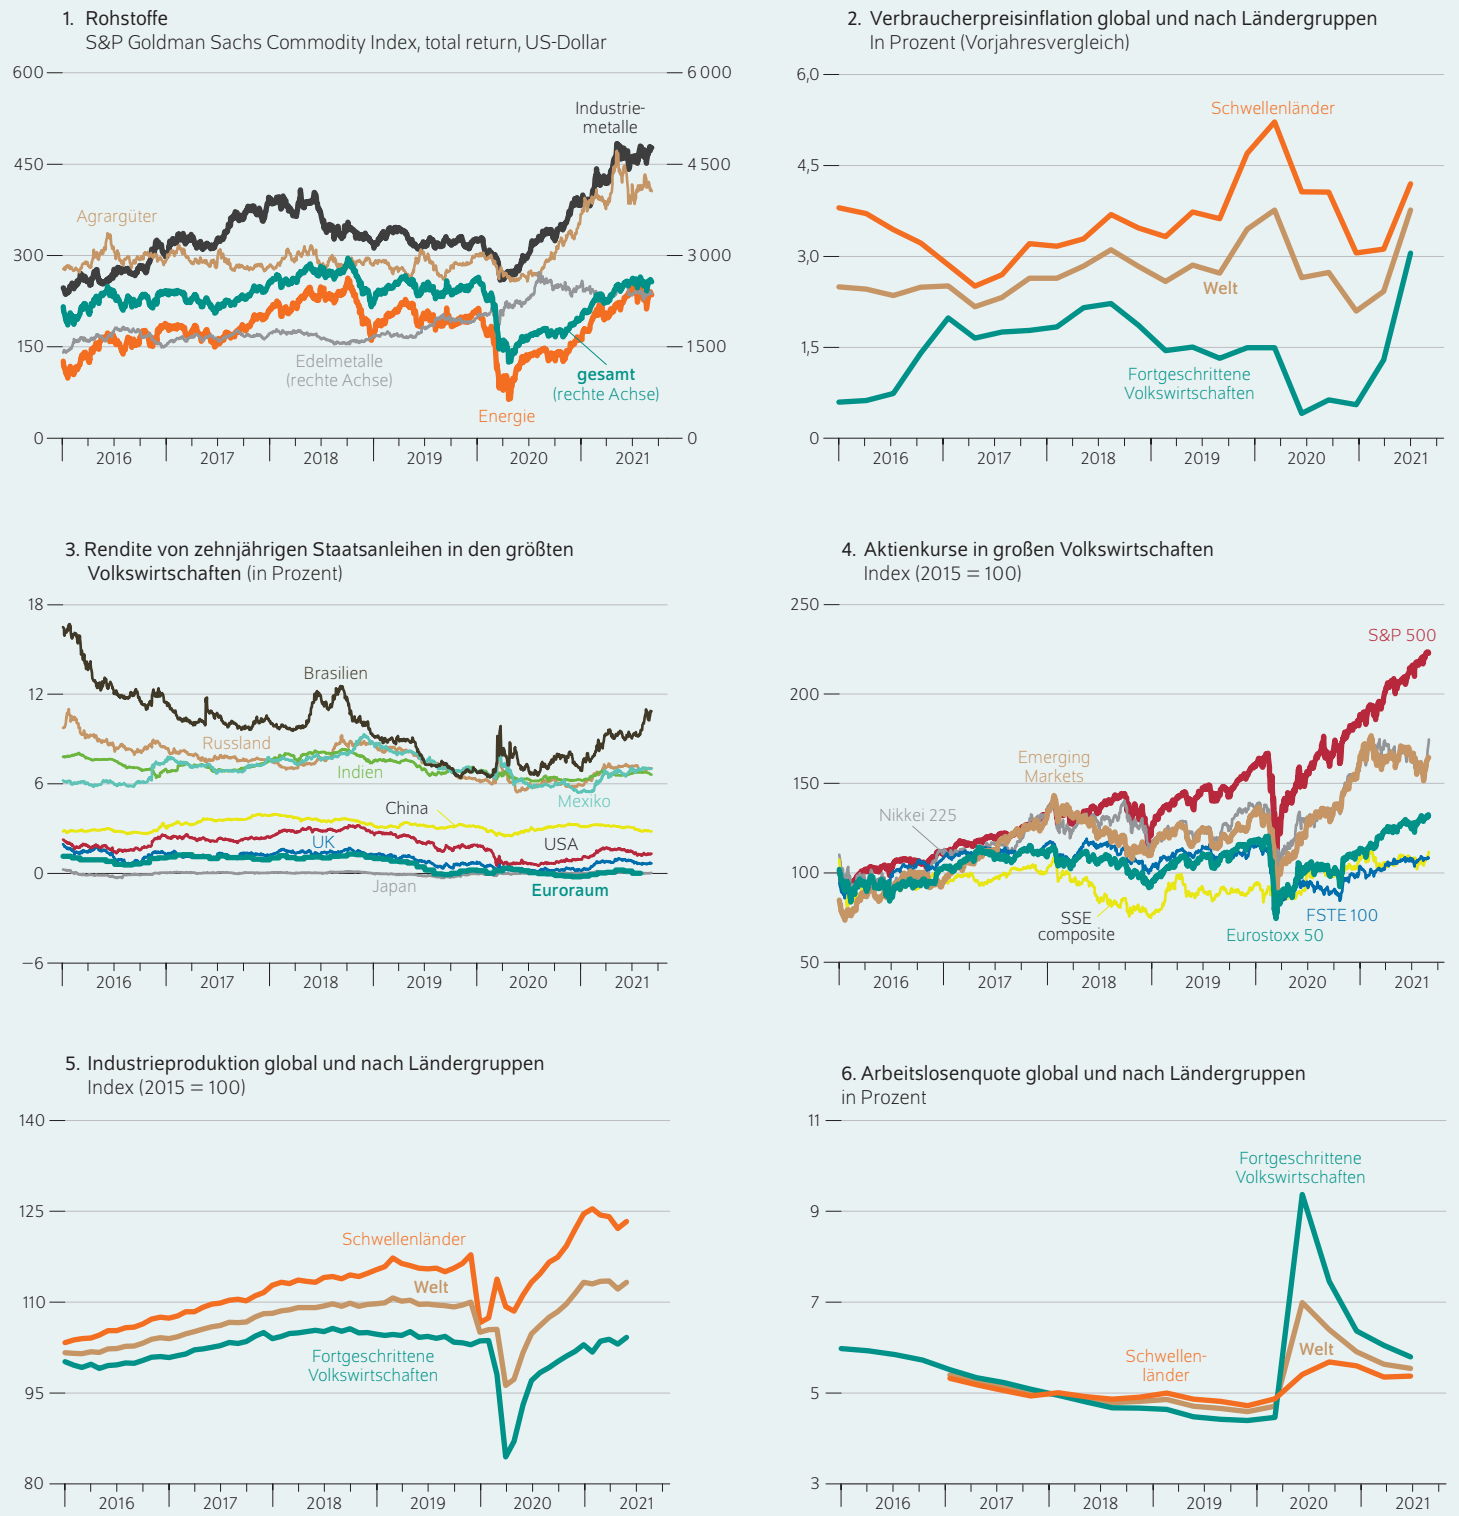 1. Rohstoffe
S&P Goldman Sachs Commodity Index, total return, US-Dollar
600
6 000
Industrie-
metalle
450
4 500
Agrargüter
300
3 000
150
1 500
Edelmetalle
(rechte Achse)
gesamt
(rechte Achse)
Energie
0
0
2016
2017
2018
2019
2020
2021
2. Verbraucherpreisinflation global und nach Ländergruppen
In Prozent (Vorjahresvergleich)
6,0
Schwellenländer
4,5
3,0
Welt
1,5
Fortgeschrittene
Volkswirtschaften
0
2016
2017
2018
2019
2020
2021
3. Rendite von zehnjährigen Staatsanleihen in den größten
Volkswirtschaften (in Prozent)
18
Brasilien
12
Russland
Indien
6
Mexiko
China
UK
USA
0
Japan
Euroraum
−6
2016
2017
2018
2019
2020
2021
4. Aktienkurse in großen Volkswirtschaften
Index (2015 = 100)
250
S&P 500
200
Emerging
Markets
150
Nikkei 225
100
SSE
composite
FSTE 100
Eurostoxx 50
50
2016
2017
2018
2019
2020
2021
5. Industrieproduktion global und nach Ländergruppen
Index (2015 = 100)
140
125
Schwellenländer
Welt
110
Fortgeschrittene
Volkswirtschaften
95
80
2016
2017
2018
2019
2020
2021
6. Arbeitslosenquote global und nach Ländergruppen
in Prozent
11
Fortgeschrittene
Volkswirtschaften
9
7
Schwellen-
länder
Welt
5
3
2016
2017
2018
2019
2020
2021